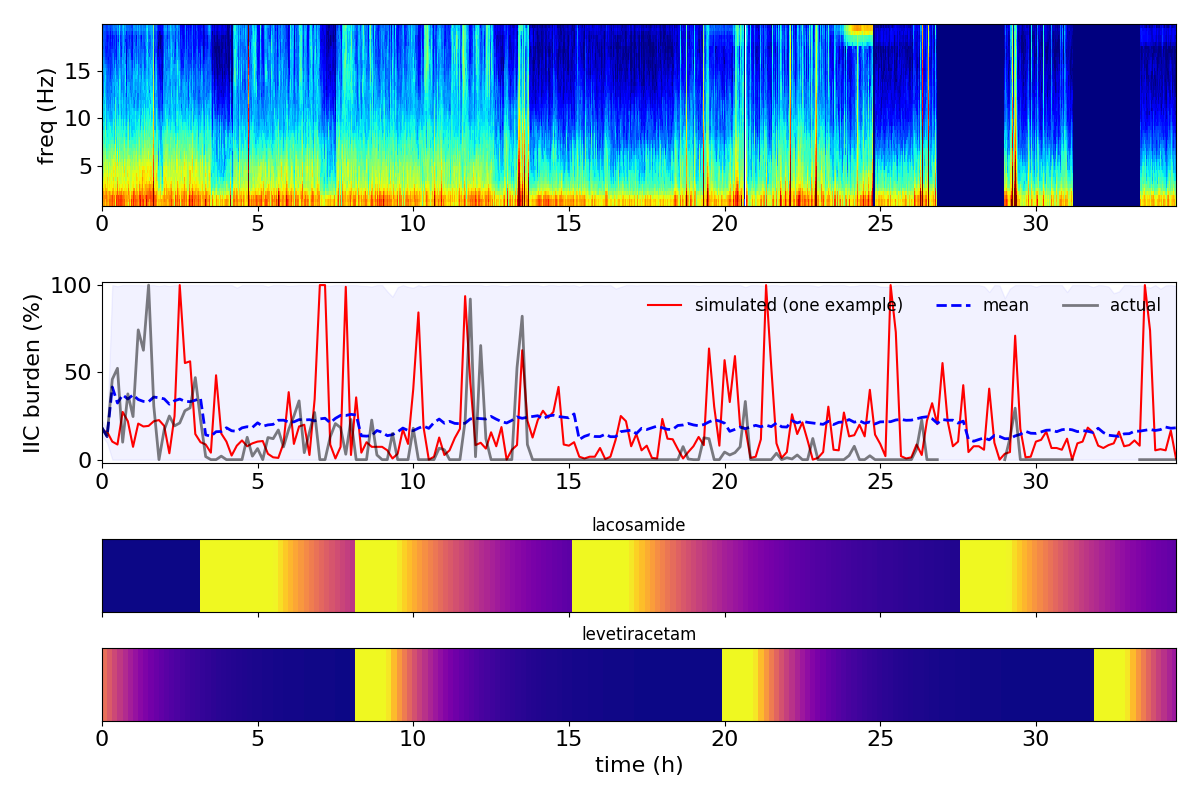 freq (Hz)
15
10
5
0 5 10 15 20 25 30
IIC burden (%)
100
50
0
simulated (one example) mean actual
0 5 10 15 20 25 30
lacosamide
levetiracetam
0 5 10 15 20 25 30
time (h)